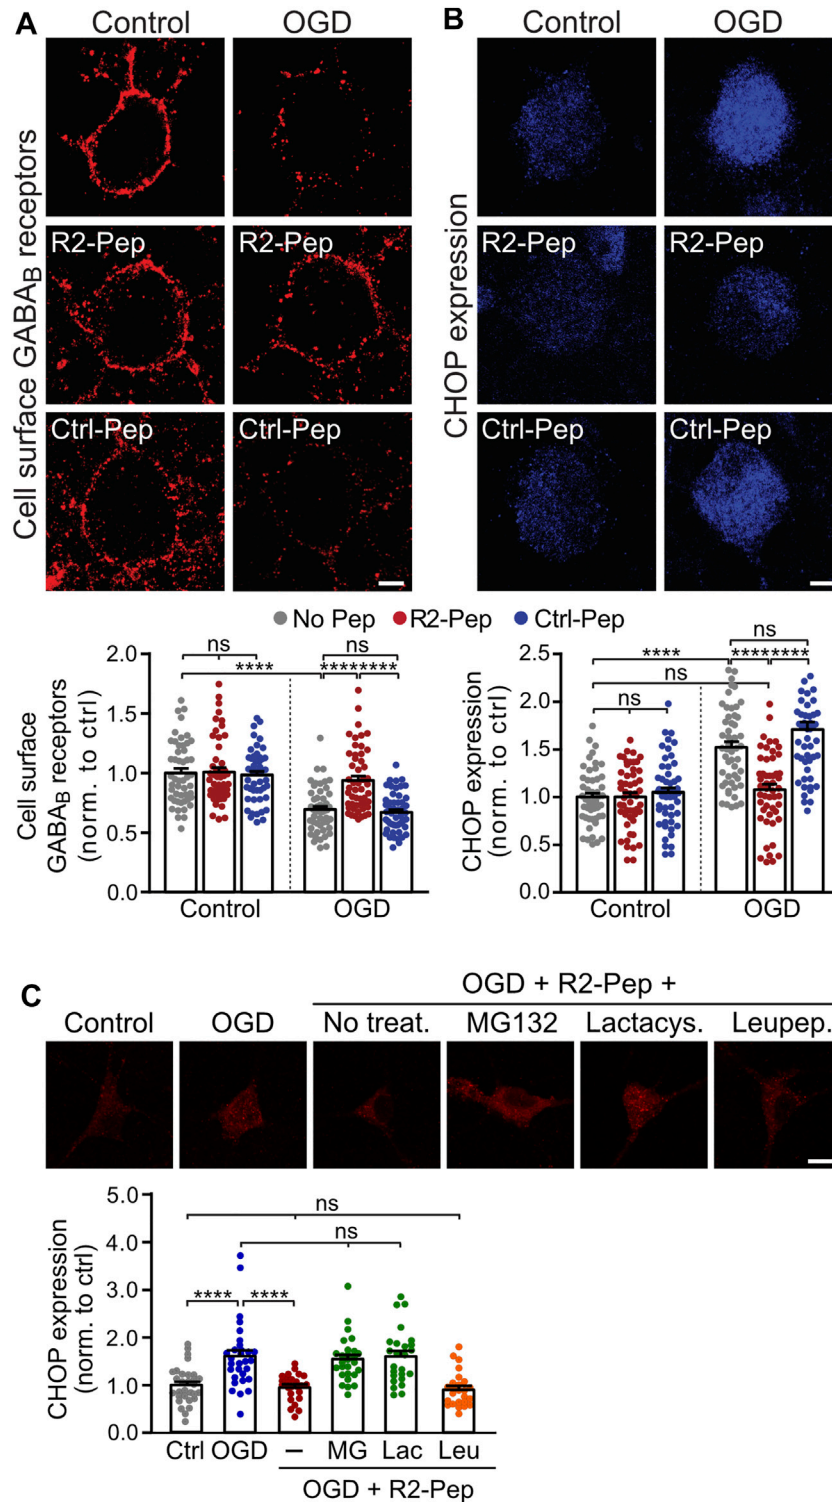 A
Control
OGD
Cell surface GABAB receptors
R2-Pep
R2-Pep
Ctrl-Pep
Ctrl-Pep
B
Control
OGD
CHOP expression
R2-Pep
R2-Pep
Ctrl-Pep
Ctrl-Pep
No Pep R2-Pep Ctrl-Pep
Cell surface
GABAB receptors
(norm. to ctrl)
2.0
1.5
1.0
0.5
0.0
ns
****
ns
********
Control
OGD
CHOP expression
(norm. to ctrl)
2.5
2.0
1.5
1.0
0.5
0.0
ns
****
********
ns
ns
Control
OGD
C
OGD + R2-Pep +
Control
OGD
No treat.
MG132
Lactacys.
Leupep.
CHOP expression
(norm. to ctrl)
5.0
4.0
3.0
2.0
1.0
0.0
ns
ns
****
****
Ctrl OGD – MG Lac Leu
OGD + R2-Pep